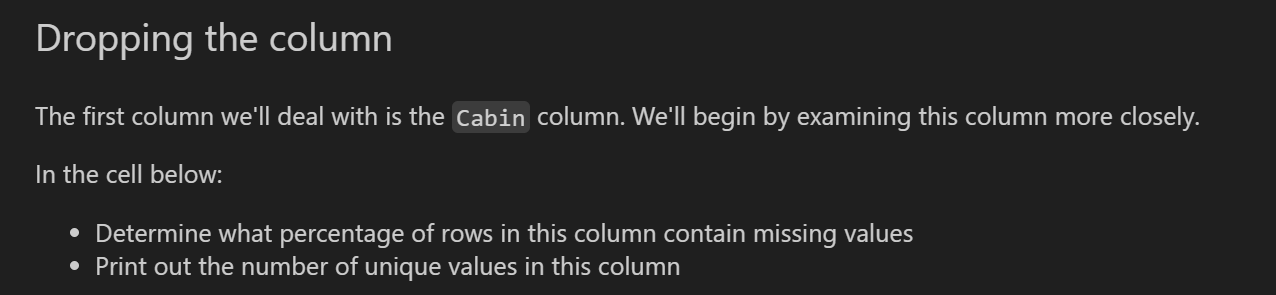 Dropping the column
The first column we'll deal with is the Cabin column. We'll begin by examining this column more closely.
In the cell below:
• Determine what percentage of rows in this column contain missing values
• Print out the number of unique values in this column